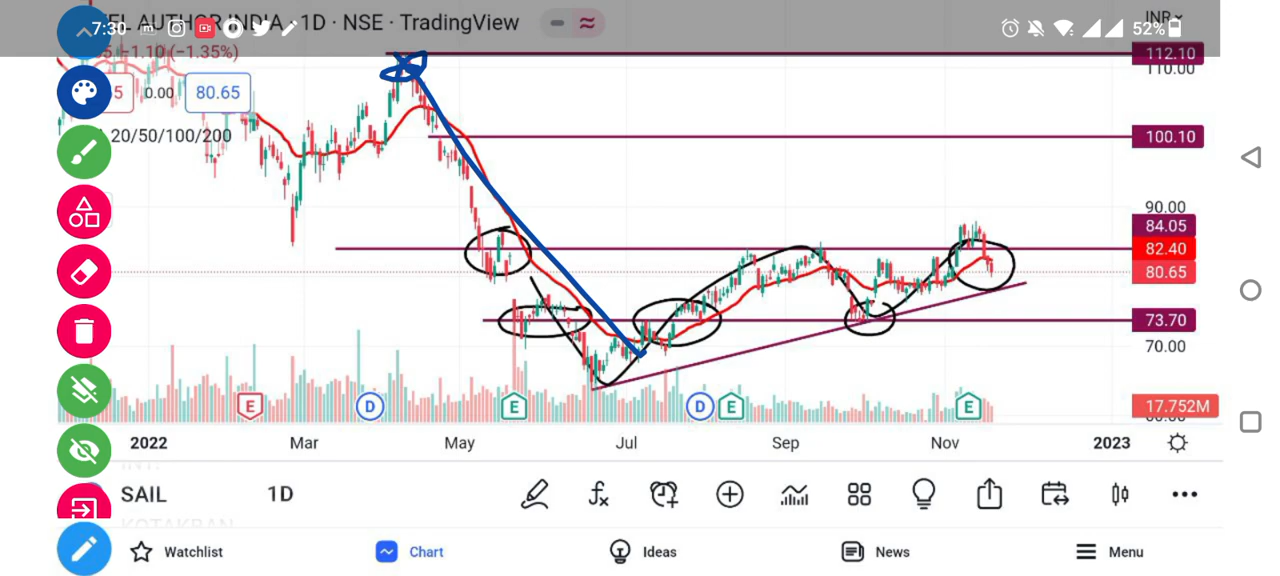 7:30
52%
EL AUTHOR INDIA · 1D · NSE · TradingView
INR
−1.10 (−1.35%)
112.10
110.00
0.00
80.65
20/50/100/200
100.10
90.00
84.05
82.40
80.65
73.70
70.00
E D E D E E
17.752M
2022 Mar May Jul Sep Nov 2023
SAIL 1D
Watchlist Chart Ideas News Menu